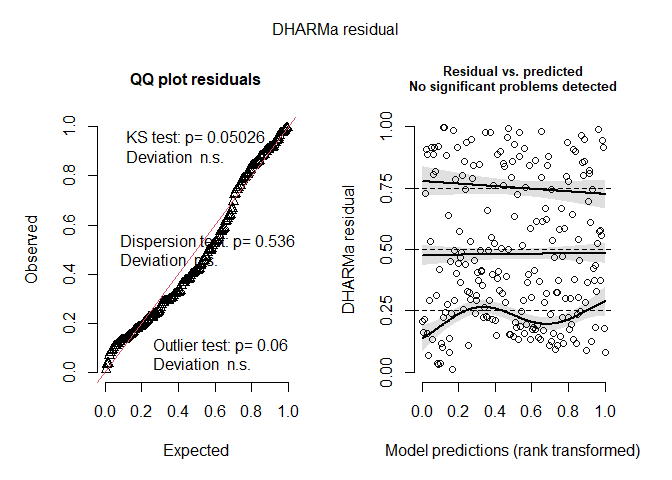 DHARMa residual
QQ plot residuals
KS test: p= 0.05026
Deviation n.s.
Dispersion test: p= 0.536
Deviation n.s.
Outlier test: p= 0.06
Deviation n.s.
Observed
0.0 0.2 0.4 0.6 0.8 1.0
0.0 0.2 0.4 0.6 0.8 1.0
Expected
Residual vs. predicted
No significant problems detected
DHARMa residual
0.00 0.25 0.50 0.75 1.00
0.0 0.2 0.4 0.6 0.8 1.0
Model predictions (rank transformed)